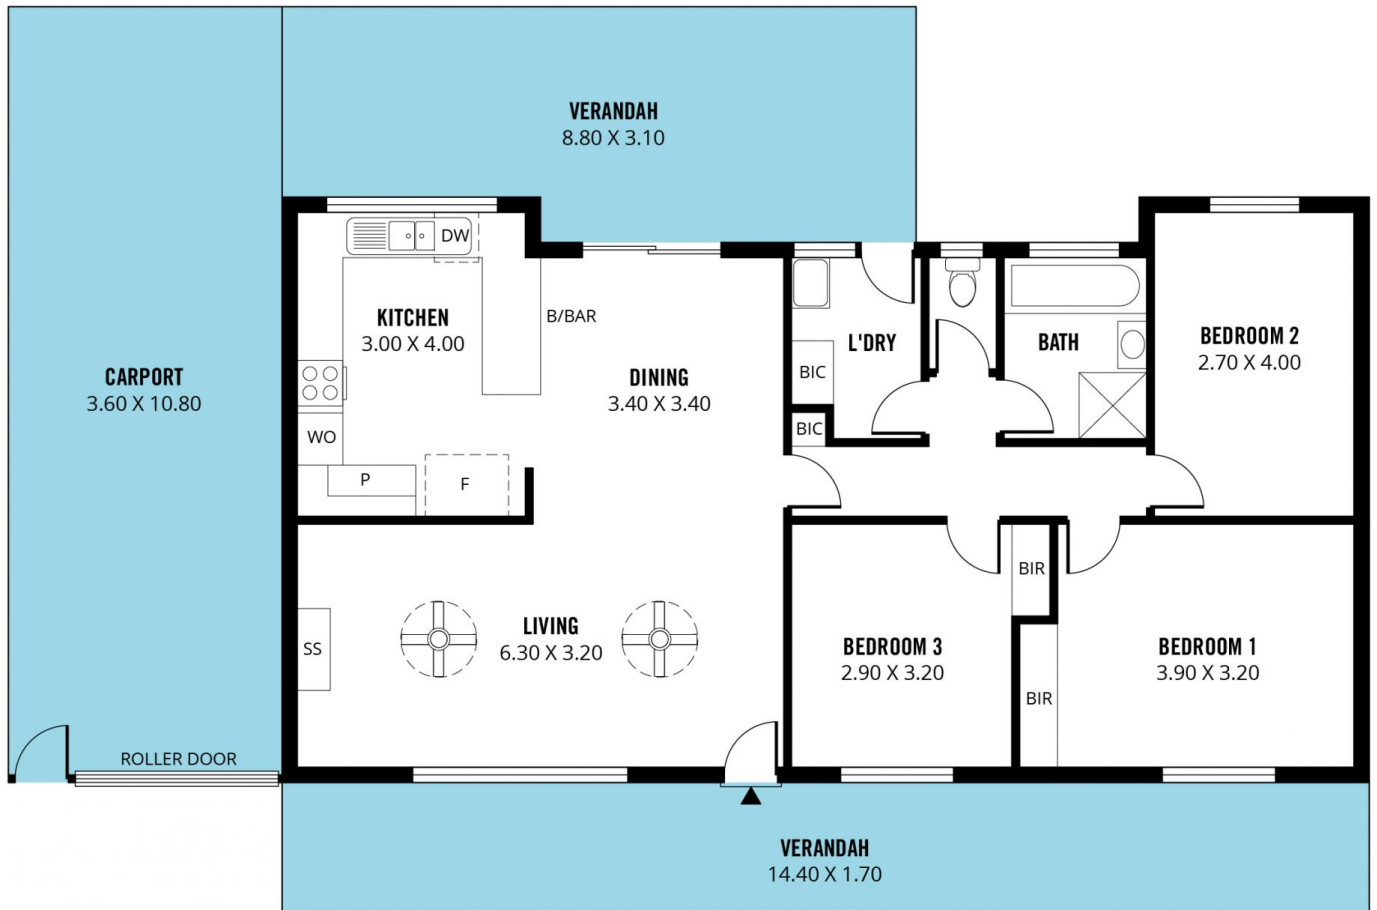 VERANDAH
8.80 X 3.10
DW
KITCHEN
3.00 X 4.00
B/BAR
L'DRY
BATH
BEDROOM 2
2.70 X 4.00
CARPORT
3.60 X 10.80
DINING
3.40 X 3.40
BIC
BIC
WO
P
F
BIR
LIVING
6.30 X 3.20
SS
BEDROOM 3
2.90 X 3.20
BEDROOM 1
3.90 X 3.20
BIR
ROLLER DOOR
VERANDAH
14.40 X 1.70